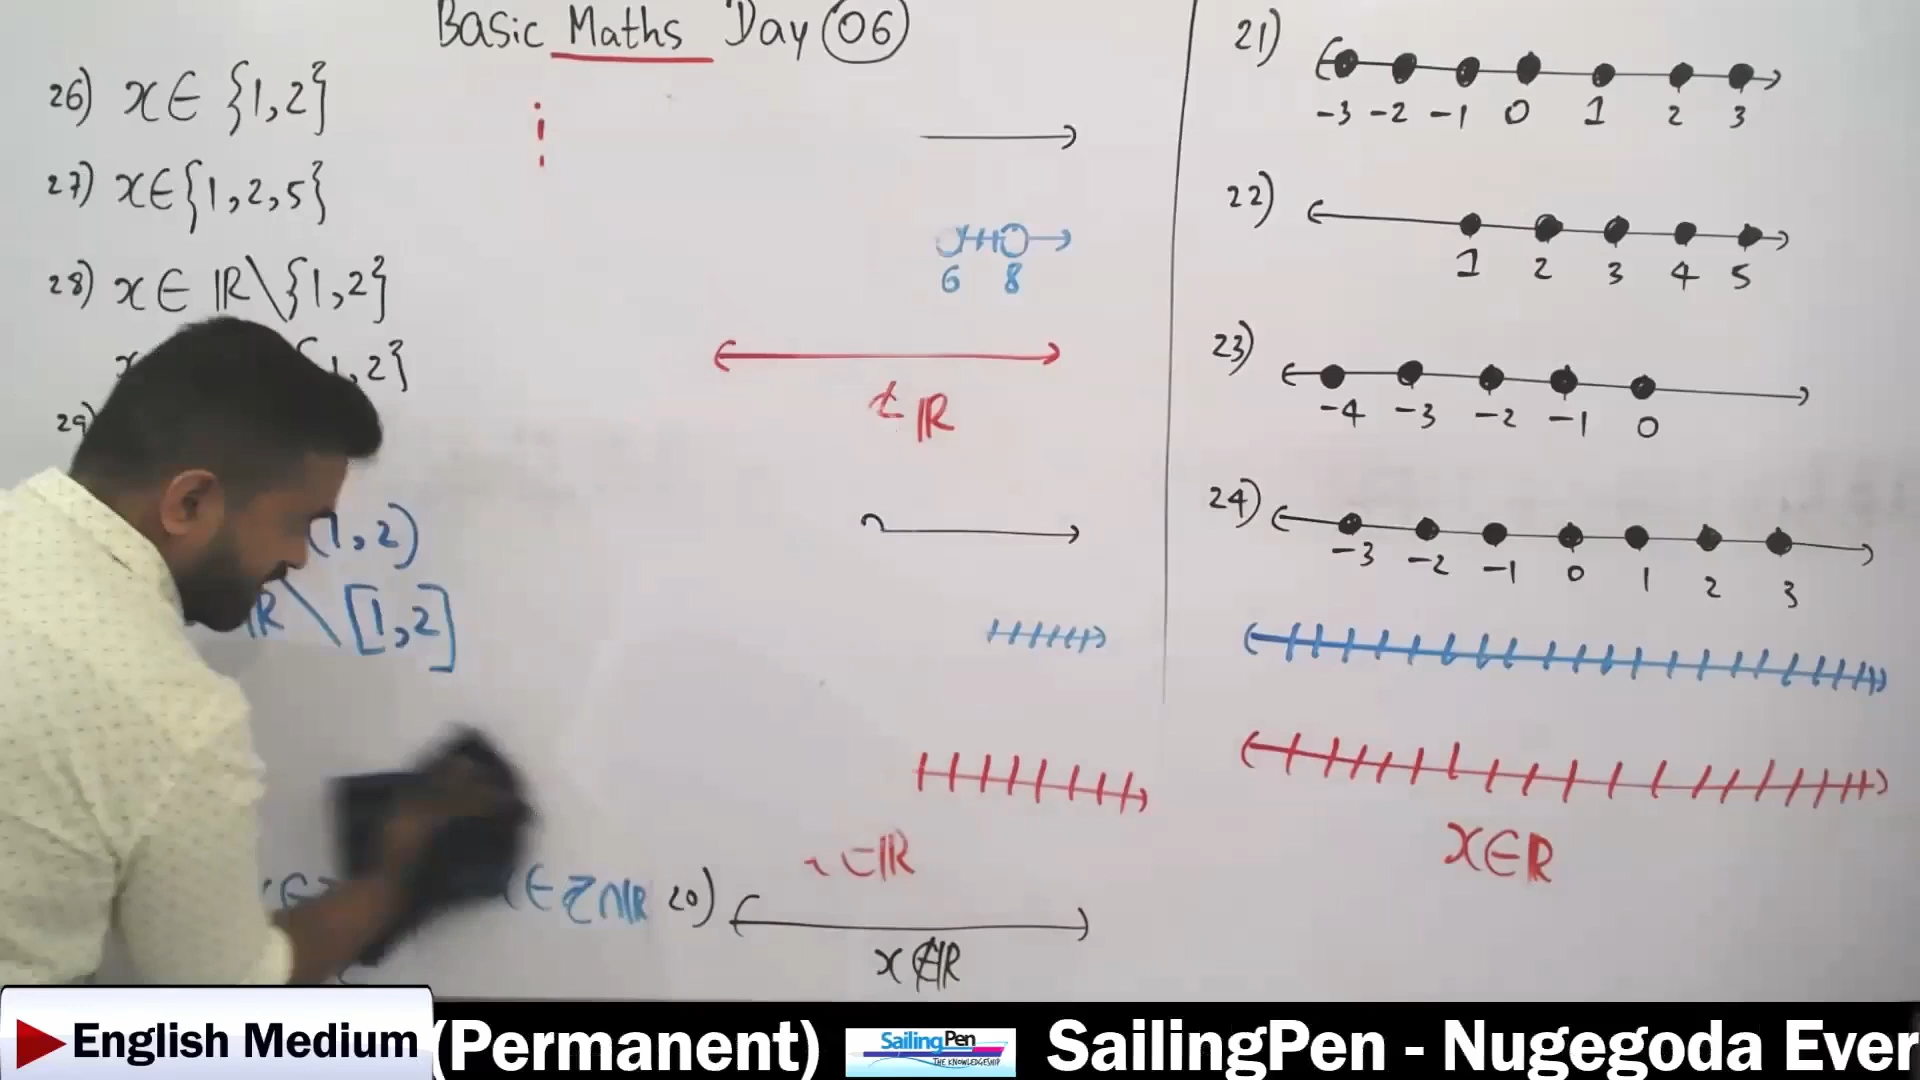 Basic Maths Day 06
26) x∈ {1,2}
27) x∈{1,2,5}
28) x∈ ℝ\{1,2}
,2}
29)
(1,2)
ℝ\[1,2]
6 8
ℝ
∈ℝ
∈ℤ∩ℝ 20)
x∉ℝ
21)
-3 -2 -1 0 1 2 3
22)
1 2 3 4 5
23)
-4 -3 -2 -1 0
24)
-3 -2 -1 0 1 2 3
x∈ℝ
English Medium (Permanent) SailingPen SailingPen - Nugegoda Ever
THE KNOWLEDGESHIP